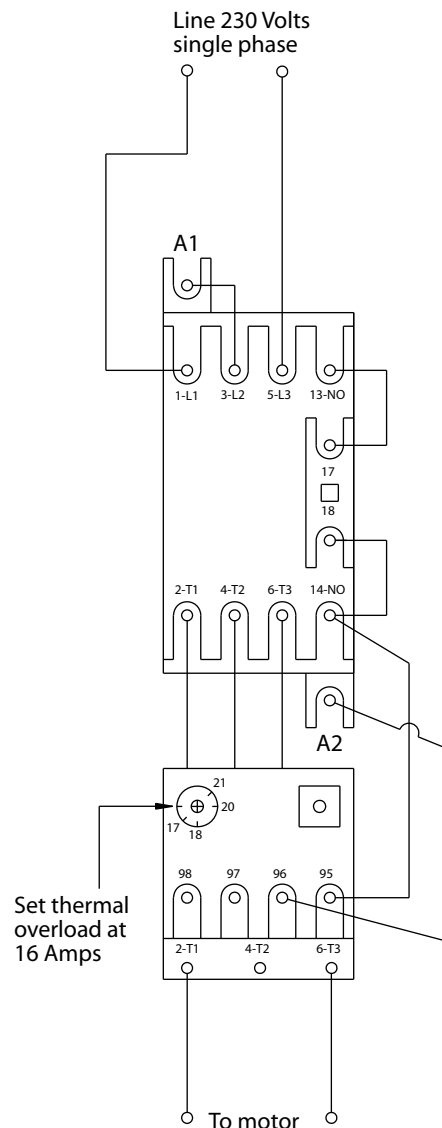 Line 230 Volts
single phase
A1
1-L1 3-L2 5-L3 13-NO
17
18
2-T1 4-T2 6-T3 14-NO
A2
21
20
17
18
98 97 96 95
Set thermal
overload at
16 Amps
2-T1 4-T2 6-T3
To motor